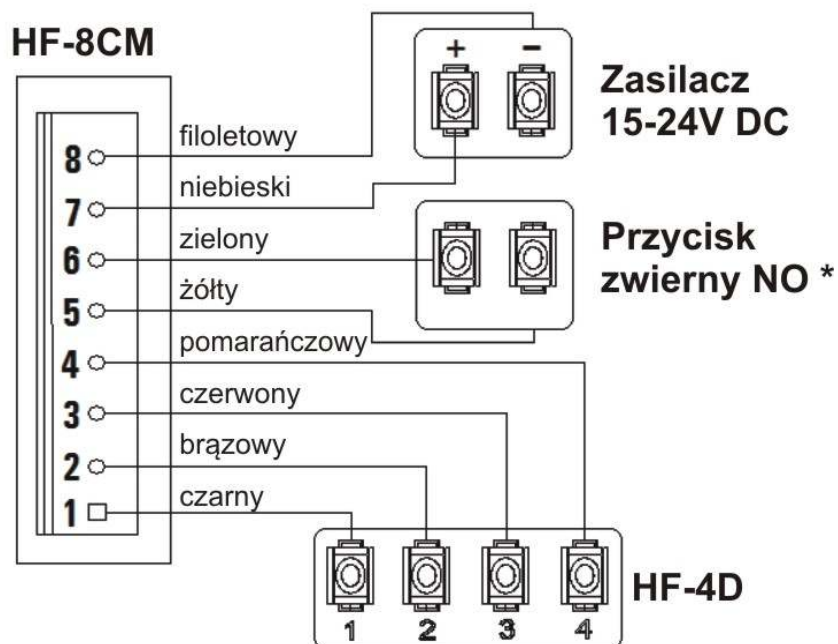 HF-8CM
+ -
Zasilacz
15-24V DC
8 filoletowy
7 niebieski
6 zielony
Przycisk
zwierny NO *
5 żółty
4 pomarańczowy
3 czerwony
2 brązowy
1 czarny
HF-4D
1 2 3 4